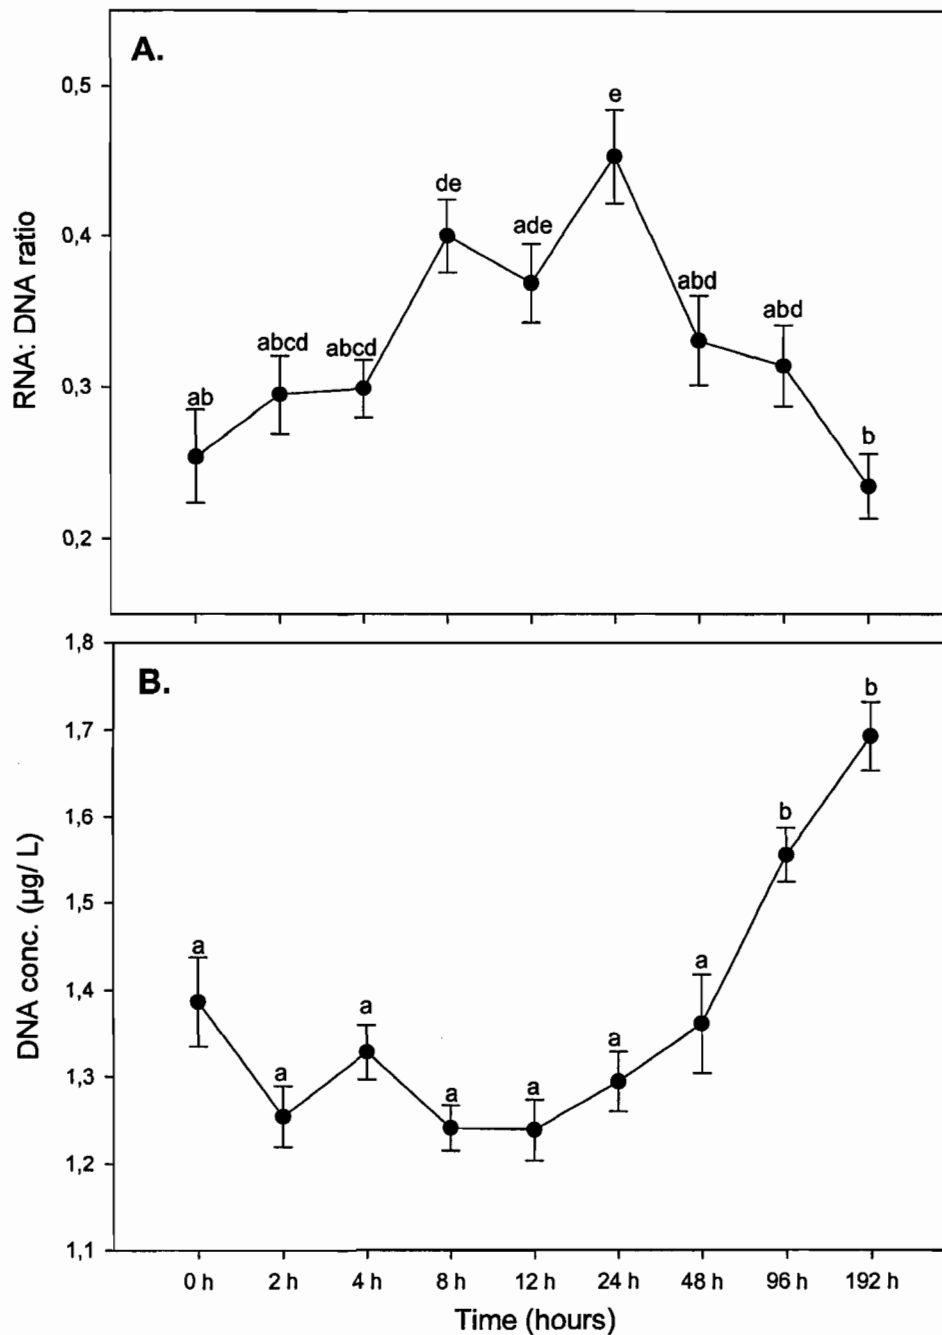 A.
RNA: DNA ratio
0,5
0,4
0,3
0,2
ab
abcd
abcd
de
ade
e
abd
abd
b
B.
DNA conc. (µg/ L)
1,8
1,7
1,6
1,5
1,4
1,3
1,2
1,1
a
a
a
a
a
a
a
b
b
0 h 2 h 4 h 8 h 12 h 24 h 48 h 96 h 192 h
Time (hours)